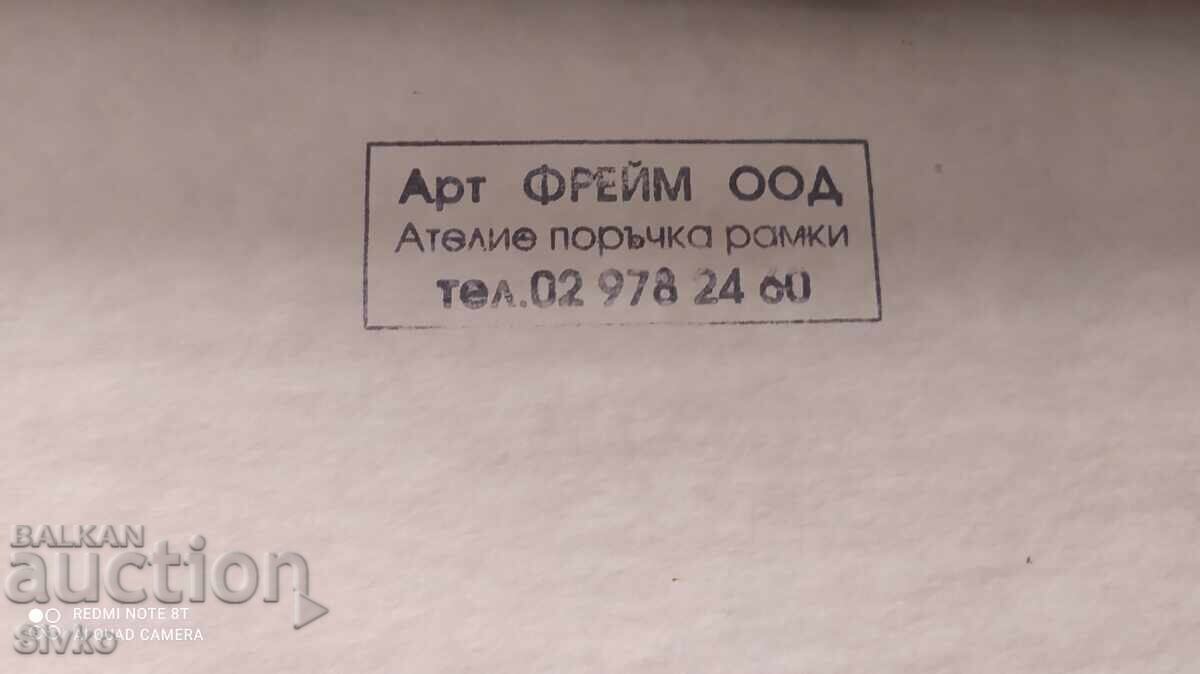 Арт ФРЕЙМ ООД
Ателие поръчка рамки
тел.02 978 24 60
BALKAN
auction
REDMI NOTE 8T
AI QUAD CAMERA
sivko